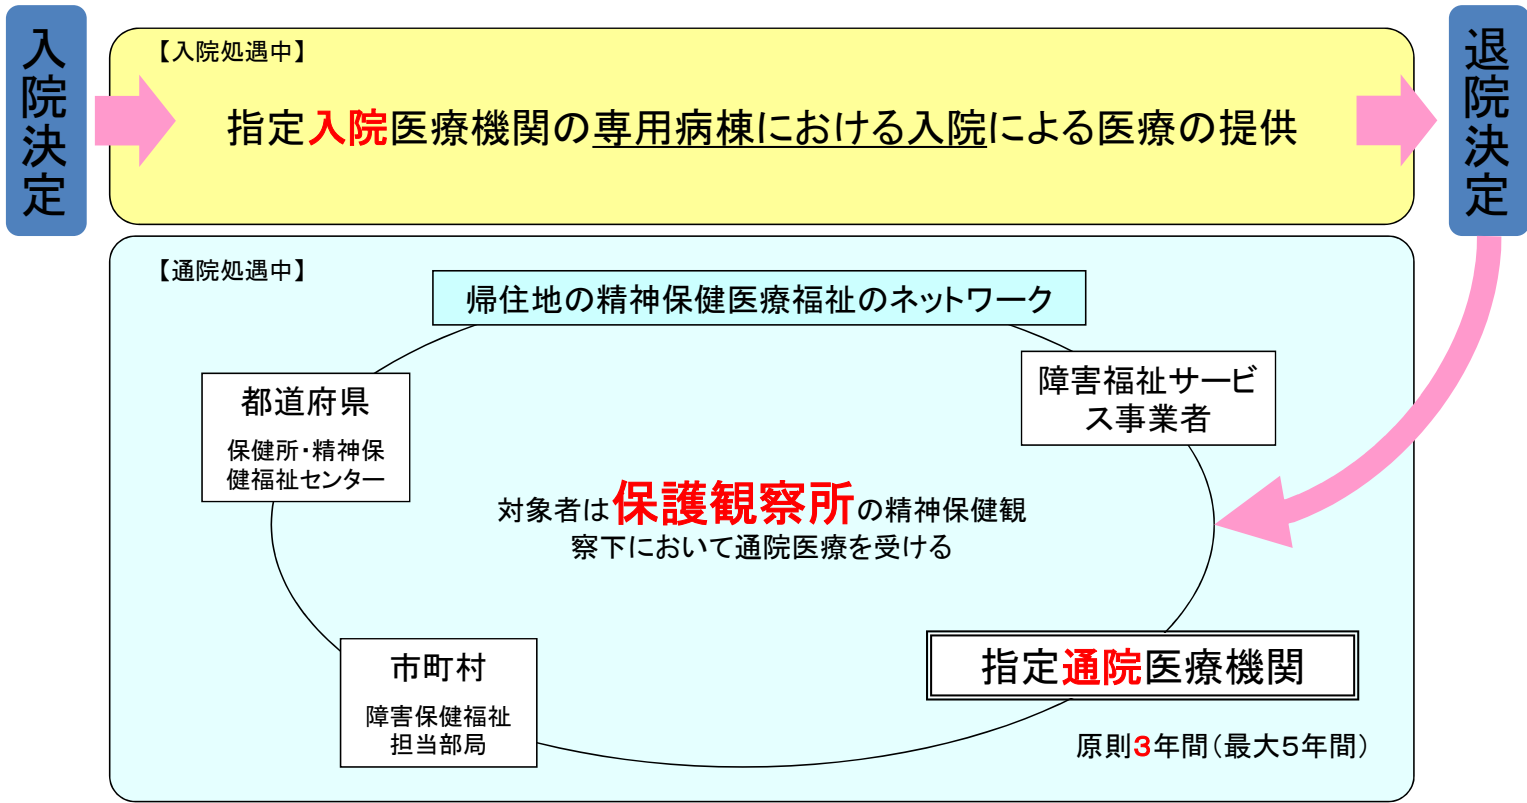 入院決定
【入院処遇中】
指定入院医療機関の専用病棟における入院による医療の提供
退院決定
【通院処遇中】
帰住地の精神保健医療福祉のネットワーク
都道府県
保健所・精神保
健福祉センター
障害福祉サービ
ス事業者
対象者は保護観察所の精神保健観
察下において通院医療を受ける
市町村
障害保健福祉
担当部局
指定通院医療機関
原則3年間（最大5年間）